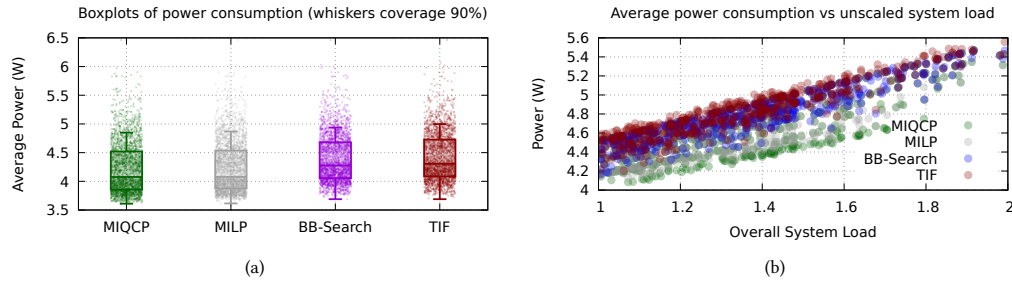 Boxplots of power consumption (whiskers coverage 90%)
Average Power (W)
6.5
6
5.5
5
4.5
4
3.5
MIQCP MILP BB-Search TIF
(a)
Average power consumption vs unscaled system load
Power (W)
5.6
5.4
5.2
5
4.8
4.6
4.4
4.2
4
MIQCP
MILP
BB-Search
TIF
1 1.2 1.4 1.6 1.8 2
Overall System Load
(b)